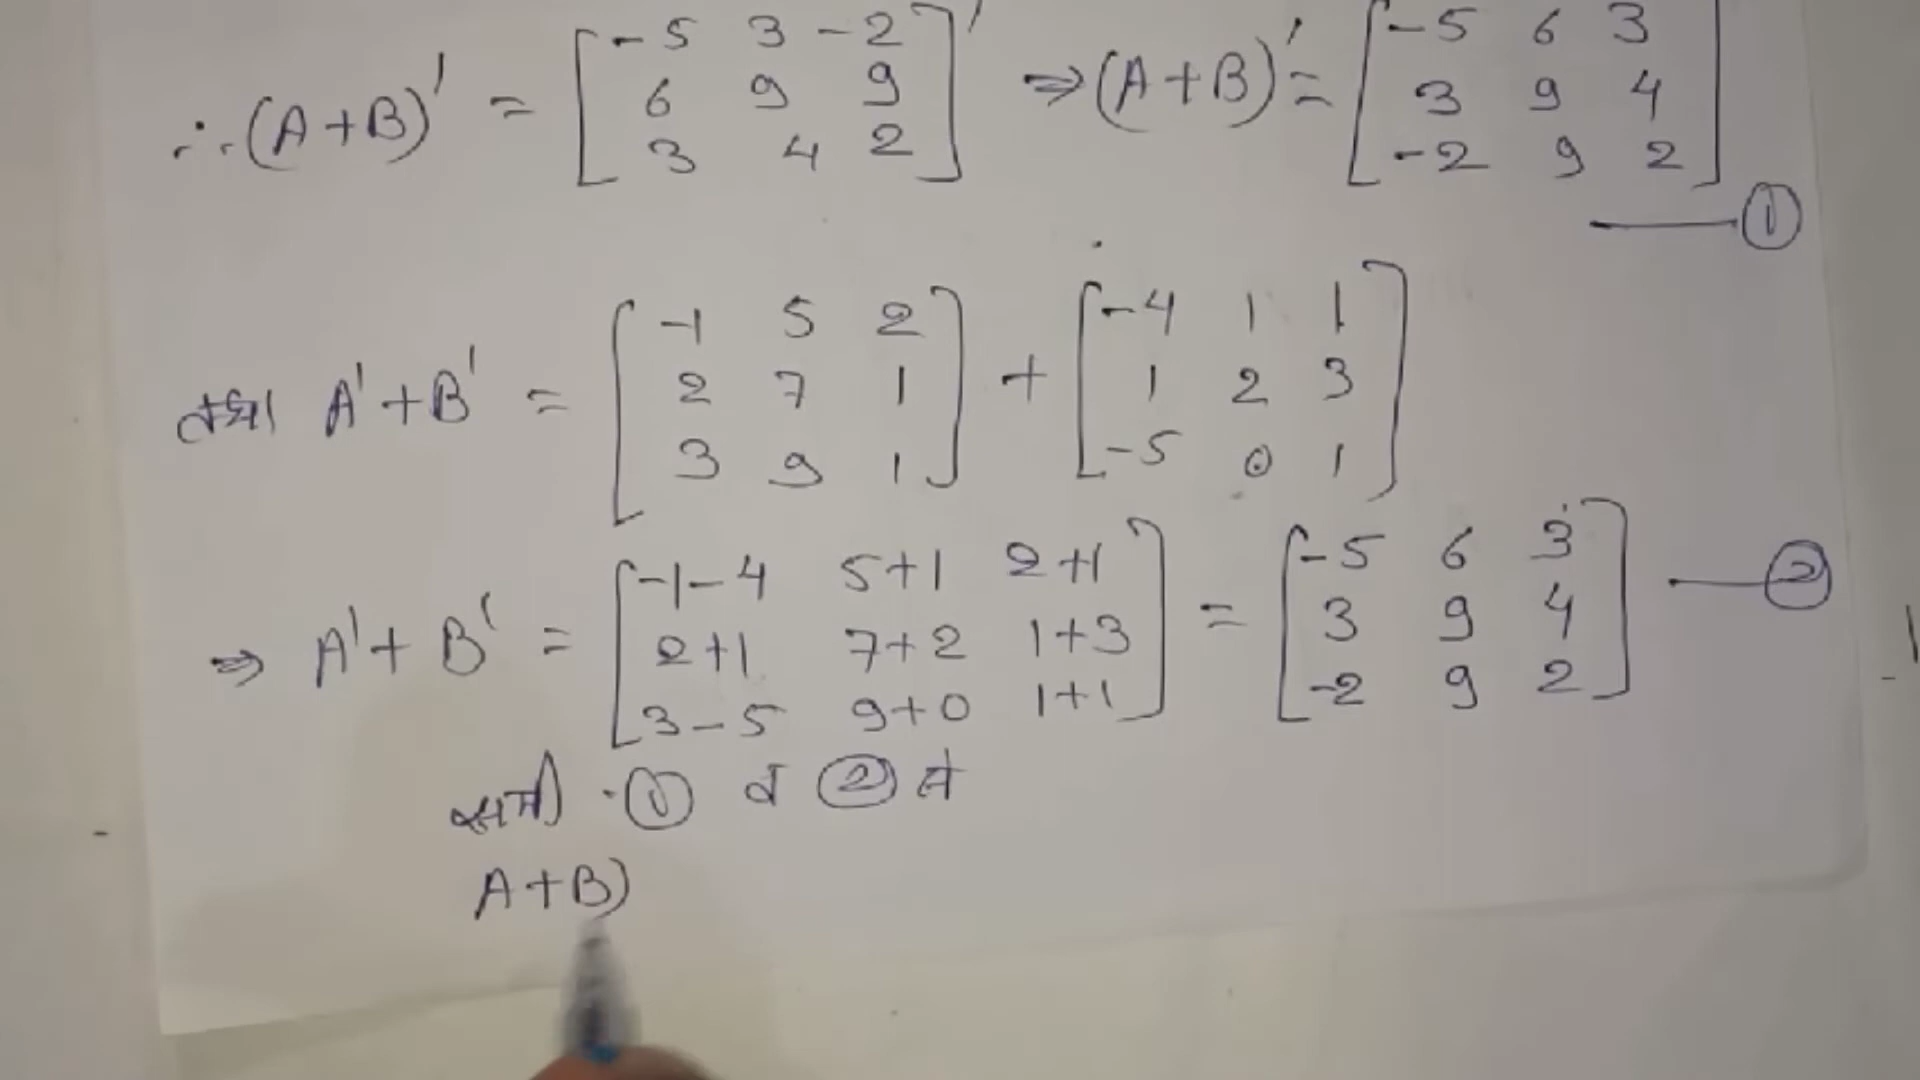 ∴ (A+B)' = [-5 3 -2 6 9 9 3 4 2]' ⇒ (A+B)' = [-5 6 3 3 9 4 -2 9 2]
— ①
तथा A'+B' = [-1 5 2 2 7 1 3 9 1] + [-4 1 1 1 2 3 -5 0 1]
⇒ A'+B' = [-1-4 5+1 2+1 2+1 7+2 1+3 3-5 9+0 1+1] = [-5 6 3 3 9 4 -2 9 2] — ②
समी ① व ② से
A+B)